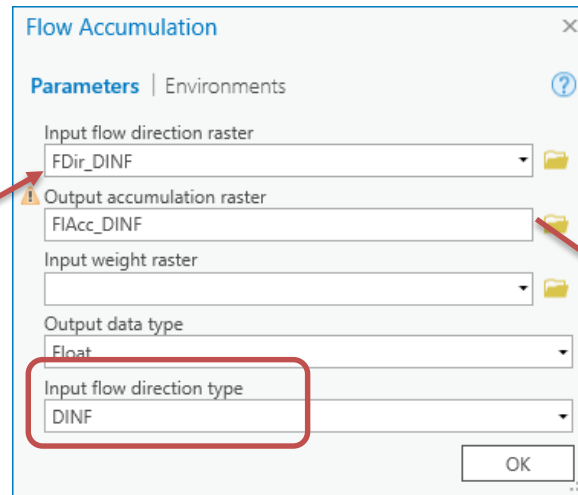 Flow Accumulation
Parameters | Environments
Input flow direction raster
FDir_DINF
Output accumulation raster
FlAcc_DINF
Input weight raster
Output data type
Float
Input flow direction type
DINF
OK